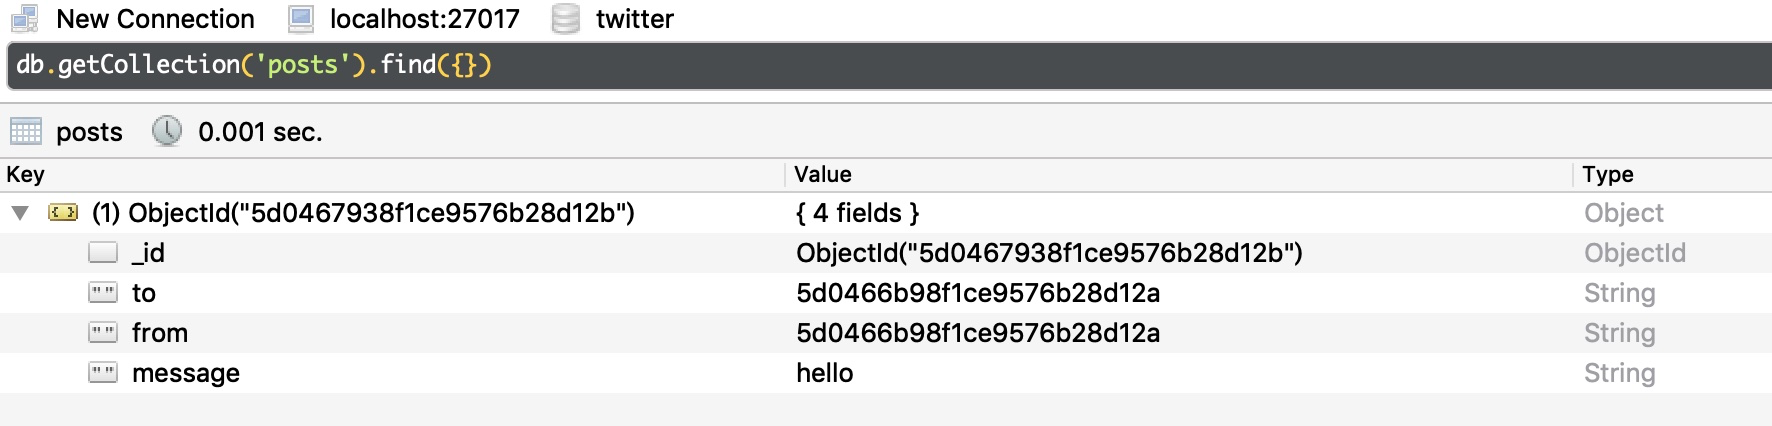 New Connection localhost:27017 twitter
db.getCollection('posts').find({})
posts 0.001 sec.
Key Value Type
(1) ObjectId("5d0467938f1ce9576b28d12b") { 4 fields } Object
_id ObjectId("5d0467938f1ce9576b28d12b") ObjectId
to 5d0466b98f1ce9576b28d12a String
from 5d0466b98f1ce9576b28d12a String
message hello String